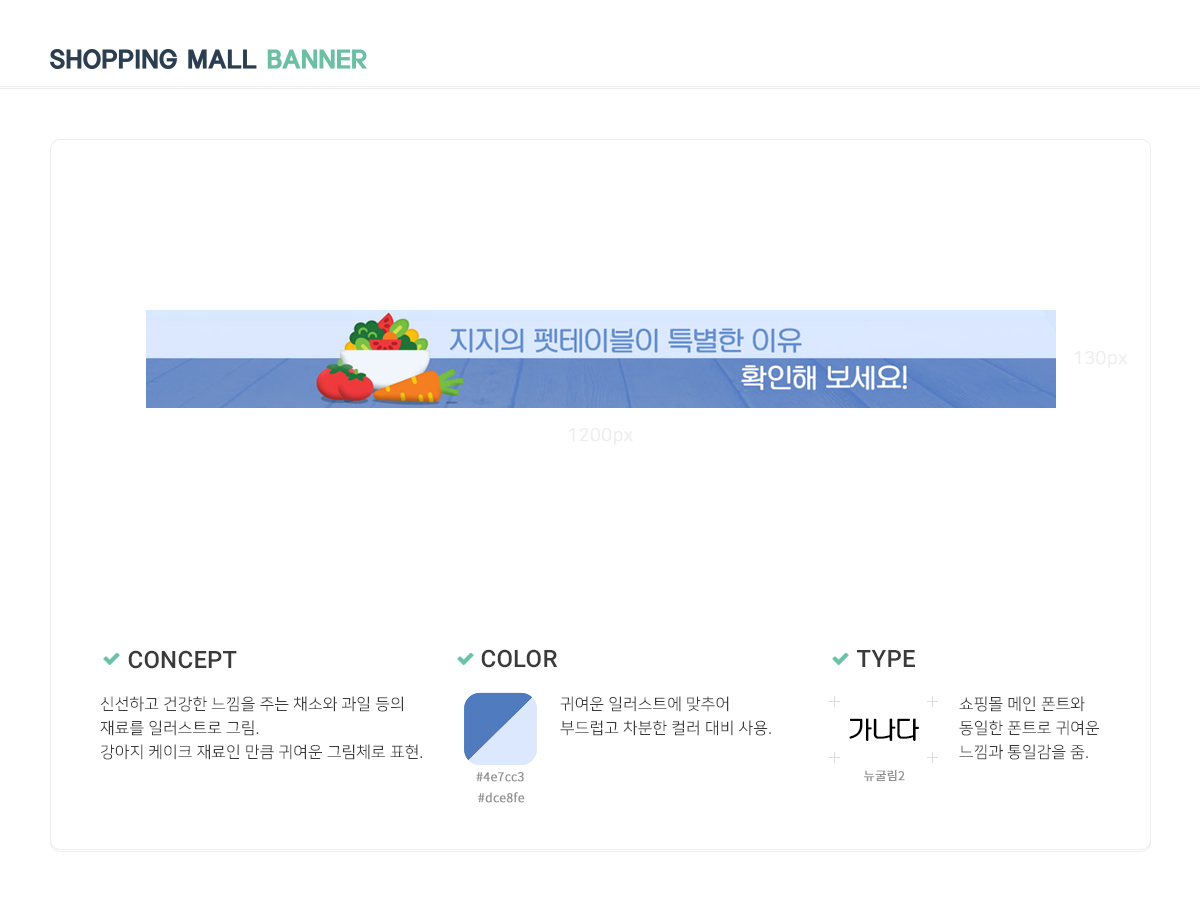 SHOPPING MALL BANNER
지지의 펫테이블이 특별한 이유
확인해 보세요!
130px
1200px
CONCEPT
신선하고 건강한 느낌을 주는 채소와 과일 등의
재료를 일러스트로 그림.
강아지 케이크 재료인 만큼 귀여운 그림체로 표현.
COLOR
귀여운 일러스트에 맞추어
부드럽고 차분한 컬러 대비 사용.
#4e7cc3
#dce8fe
TYPE
가나다
뉴굴림2
쇼핑몰 메인 폰트와
동일한 폰트로 귀여운
느낌과 통일감을 줌.